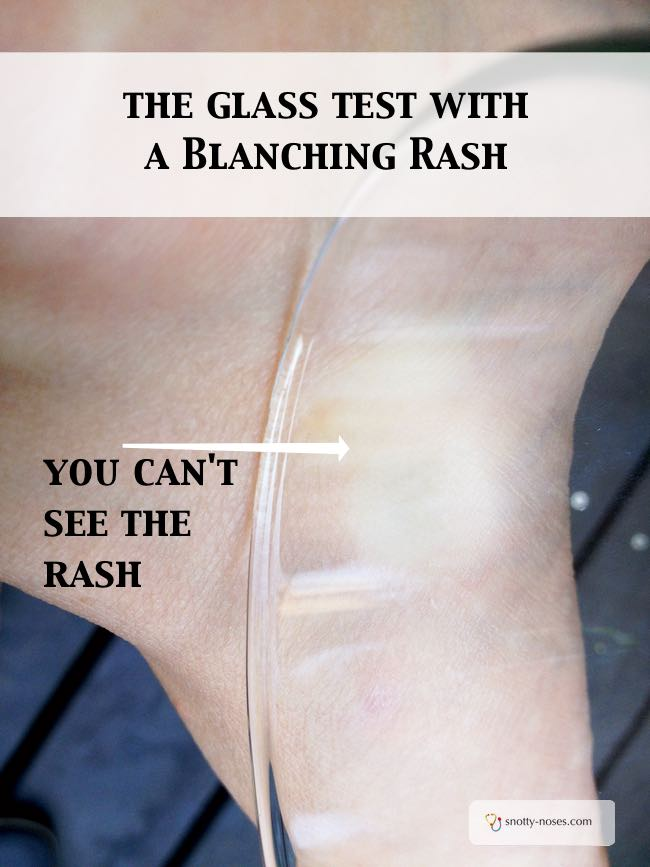 THE GLASS TEST WITH
A BLANCHING RASH
YOU CAN'T
SEE THE
RASH
snotty-noses.com